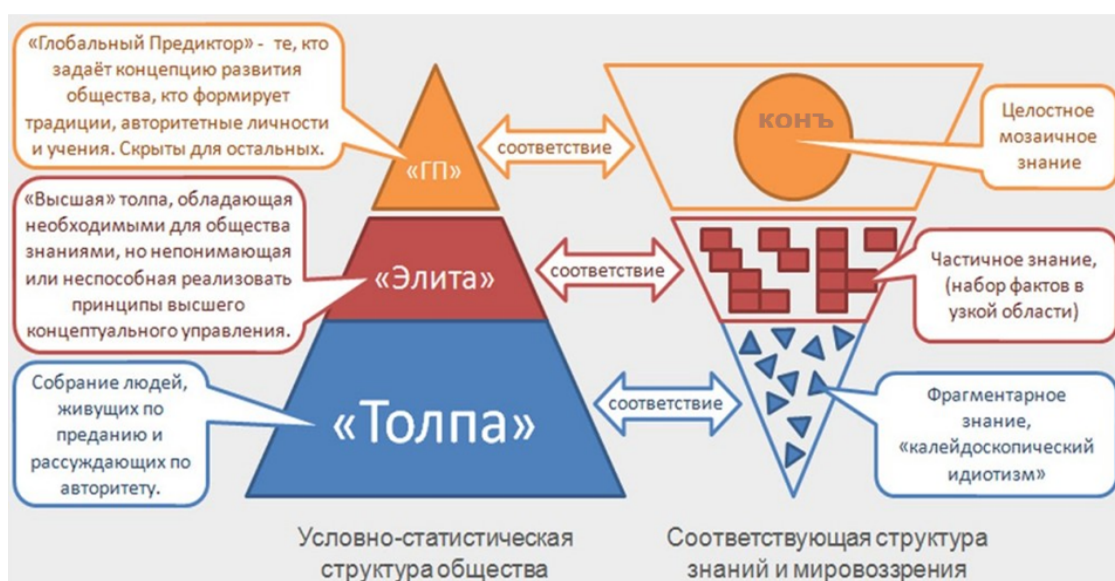 «Глобальный Предиктор» - те, кто
задаёт концепцию развития
общества, кто формирует
традиции, авторитетные личности
и учения. Скрыты для остальных.
«ГП»
соответствие
КОНЪ
Целостное
мозаичное
знание
«Высшая» толпа, обладающая
необходимыми для общества
знаниями, но непонимающая
или неспособная реализовать
принципы высшего
концептуального управления.
«Элита»
соответствие
Частичное знание,
(набор фактов в
узкой области)
Собрание людей,
живущих по
преданию и
рассуждающих по
авторитету.
«Толпа»
соответствие
Фрагментарное
знание,
«калейдоскопический
идиотизм»
Условно-статистическая
структура общества
Соответствующая структура
знаний и мировоззрения